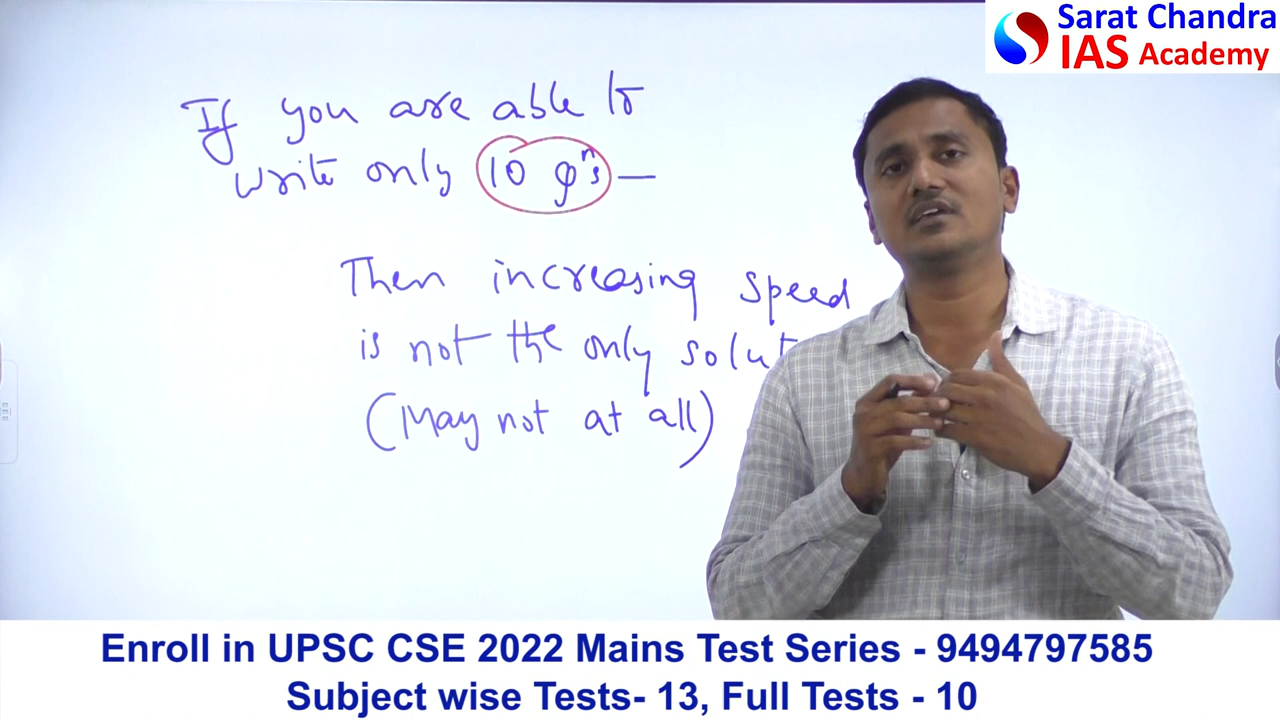 Sarat Chandra
IAS Academy
If you are able to
write only 10 Qns —
Then increasing speed
is not the only solut
(May not at all)
Enroll in UPSC CSE 2022 Mains Test Series - 9494797585
Subject wise Tests- 13, Full Tests - 10